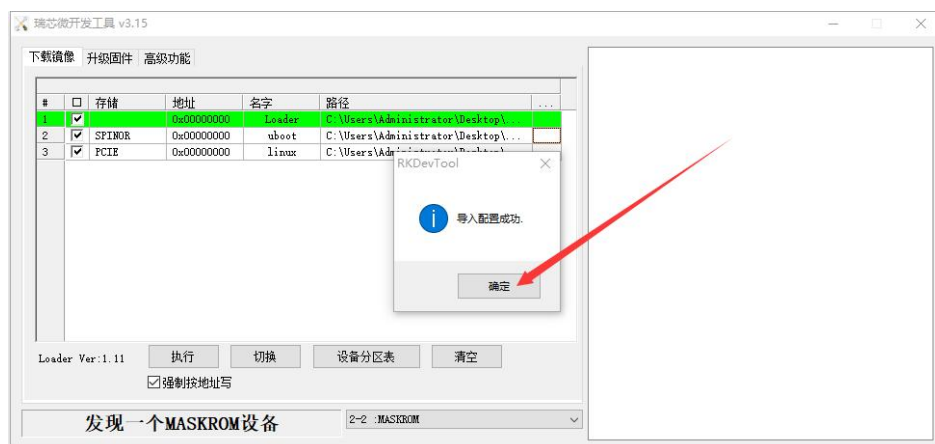 瑞芯微开发工具 v3.15
下载镜像 升级固件 高级功能
# 存储 地址 名字 路径 ...
1 0x00000000 Loader C:\Users\Administrator\Desktop\...
2 SPINOR 0x00000000 uboot C:\Users\Administrator\Desktop\...
3 PCIE 0x00000000 linux C:\Users\Administrator\Desktop\...
RKDevTool
导入配置成功.
确定
Loader Ver:1.11 执行 切换 设备分区表 清空
强制按地址写
发现一个MASKROM设备 2-2 :MASKROM